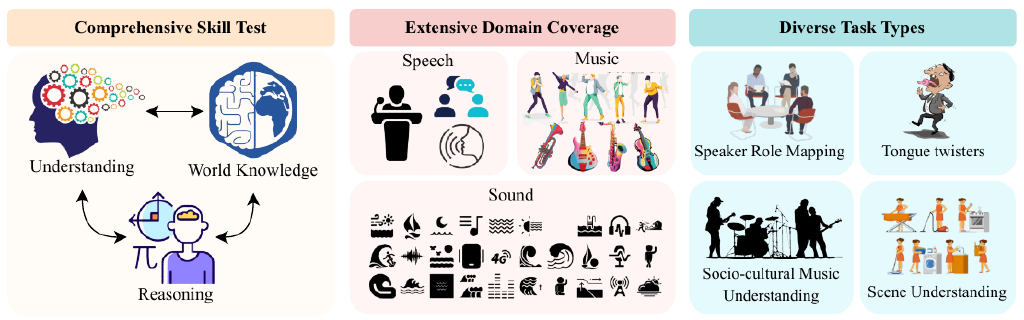 Comprehensive Skill Test
Extensive Domain Coverage
Diverse Task Types
Understanding
World Knowledge
π
Reasoning
Speech
Music
Sound
4G
Speaker Role Mapping
Tongue twisters
Socio-cultural Music
Understanding
Scene Understanding